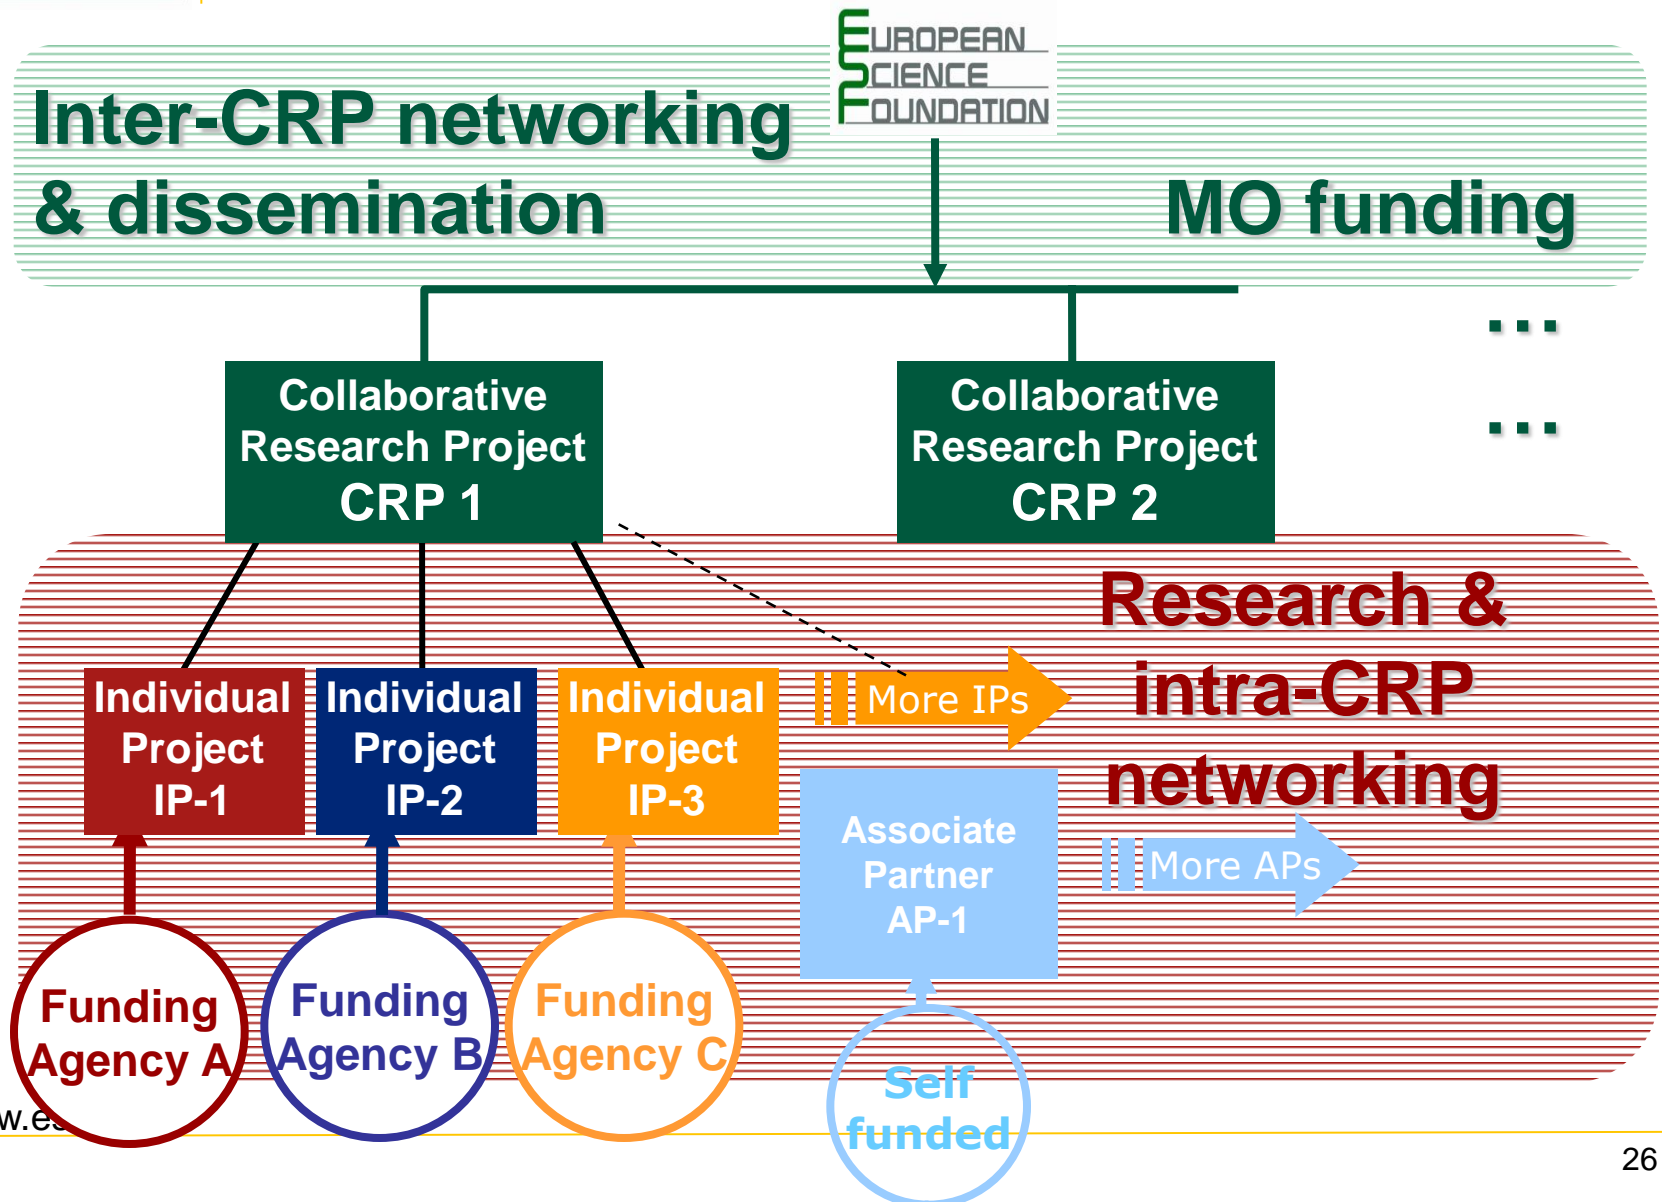 EUROPEAN
SCIENCE
FOUNDATION
Inter-CRP networking
& dissemination
MO funding
...
...
Collaborative
Research Project
CRP 1
Collaborative
Research Project
CRP 2
Research &
intra-CRP
networking
Individual
Project
IP-1
Individual
Project
IP-2
Individual
Project
IP-3
More IPs
Associate
Partner
AP-1
More APs
Funding
Agency A
Funding
Agency B
Funding
Agency C
Self
funded
26